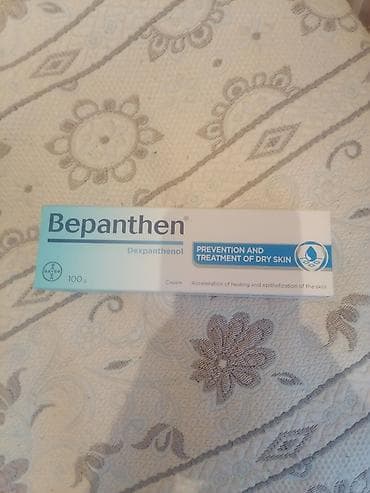 Bepanthen®
Dexpanthenol
PREVENTION AND
TREATMENT OF DRY SKIN
BAYER
100 g
Cream
Acceleration of healing and epithelization of the skin